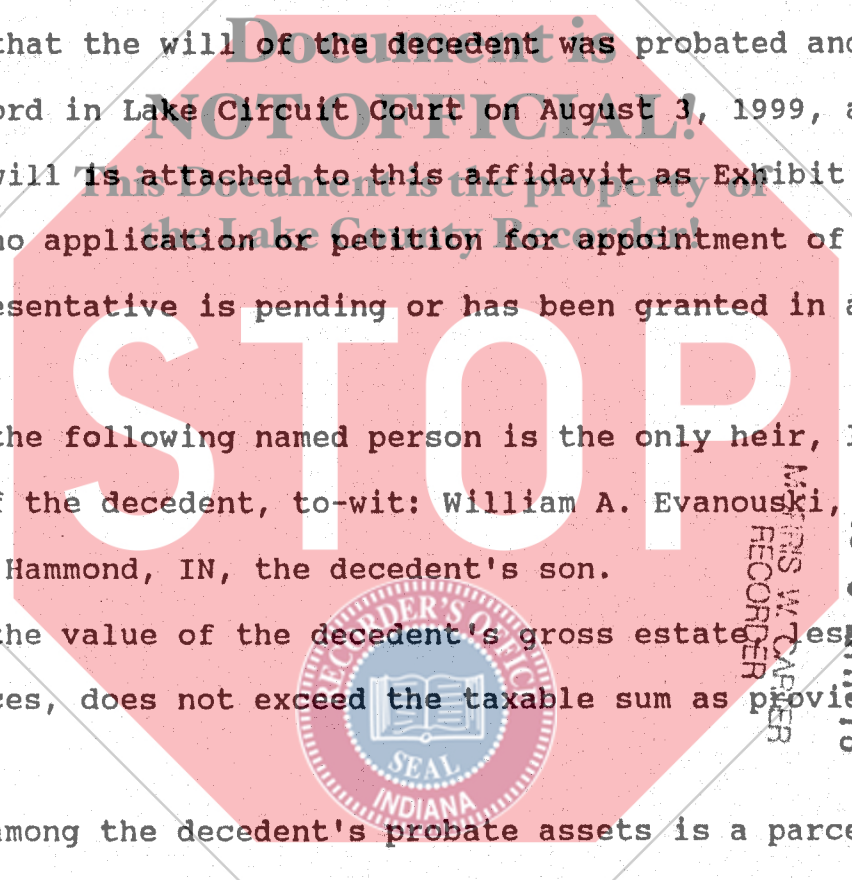 that the will of the decedent was probated and
Document is
ord in Lake Circuit Court on August 3, 1999, a
NOT OFFICIAL!
will is attached to this affidavit as Exhibit
This Document is the property of
no application or petition for appointment of
the Lake County Recorder!
esentative is pending or has been granted in a
STOP
the following named person is the only heir,
f the decedent, to-wit: William A. Evanouski,
Hammond, IN, the decedent's son.
the value of the decedent's gross estate, les
ces, does not exceed the taxable sum as provi
among the decedent's probate assets is a parce
W. CARTER
RECORDER
RECORDER'S OFFICE
SEAL
INDIANA